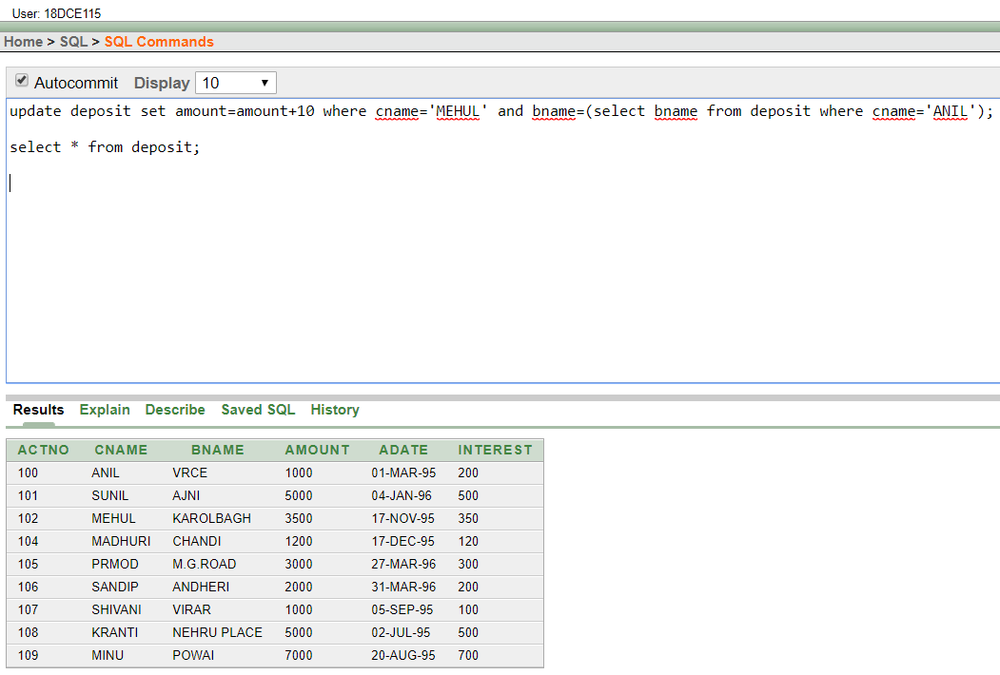 User: 18DCE115
Home > SQL > SQL Commands
Autocommit Display 10
update deposit set amount=amount+10 where cname='MEHUL' and bname=(select bname from deposit where cname='ANIL');
select * from deposit;
Results Explain Describe Saved SQL History
ACTNO CNAME BNAME AMOUNT ADATE INTEREST
100 ANIL VRCE 1000 01-MAR-95 200
101 SUNIL AJNI 5000 04-JAN-96 500
102 MEHUL KAROLBAGH 3500 17-NOV-95 350
104 MADHURI CHANDI 1200 17-DEC-95 120
105 PRMOD M.G.ROAD 3000 27-MAR-96 300
106 SANDIP ANDHERI 2000 31-MAR-96 200
107 SHIVANI VIRAR 1000 05-SEP-95 100
108 KRANTI NEHRU PLACE 5000 02-JUL-95 500
109 MINU POWAI 7000 20-AUG-95 700